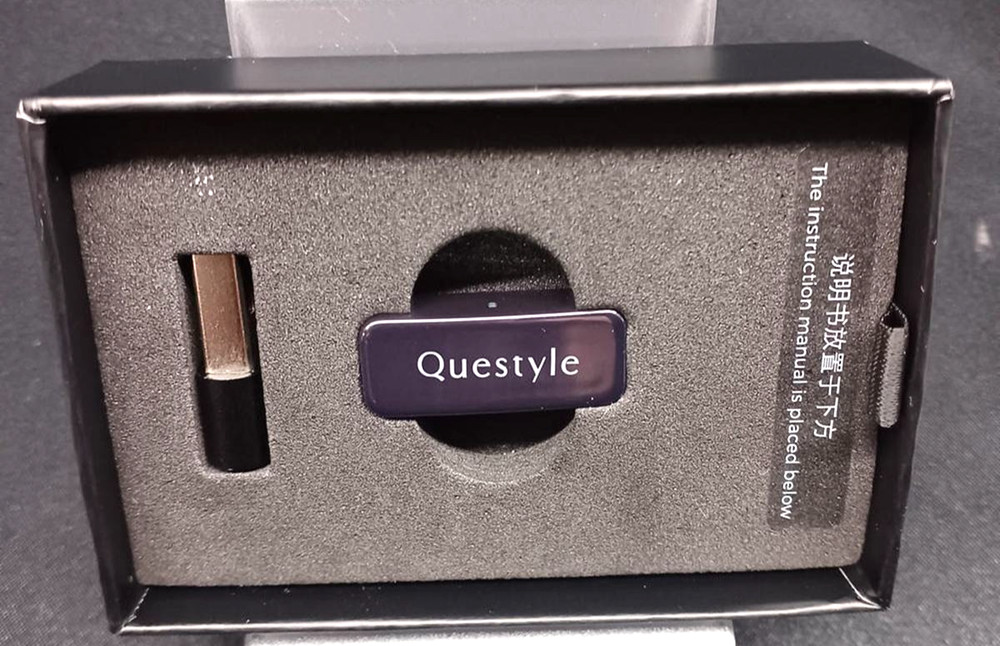 Questyle
说明书放置于下方
The instruction manual is placed below